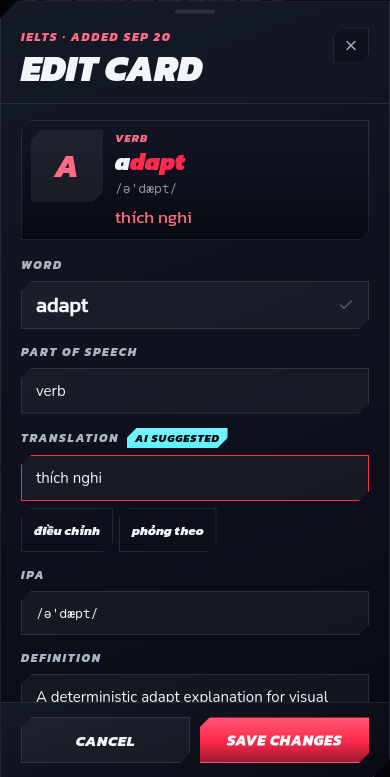 IELTS · ADDED SEP 20
EDIT CARD
A
VERB
adapt
/əˈdæpt/
thích nghi
WORD
adapt
PART OF SPEECH
verb
TRANSLATION AI SUGGESTED
thích nghi
điều chỉnh phỏng theo
IPA
/əˈdæpt/
DEFINITION
A deterministic adapt explanation for visual
CANCEL SAVE CHANGES